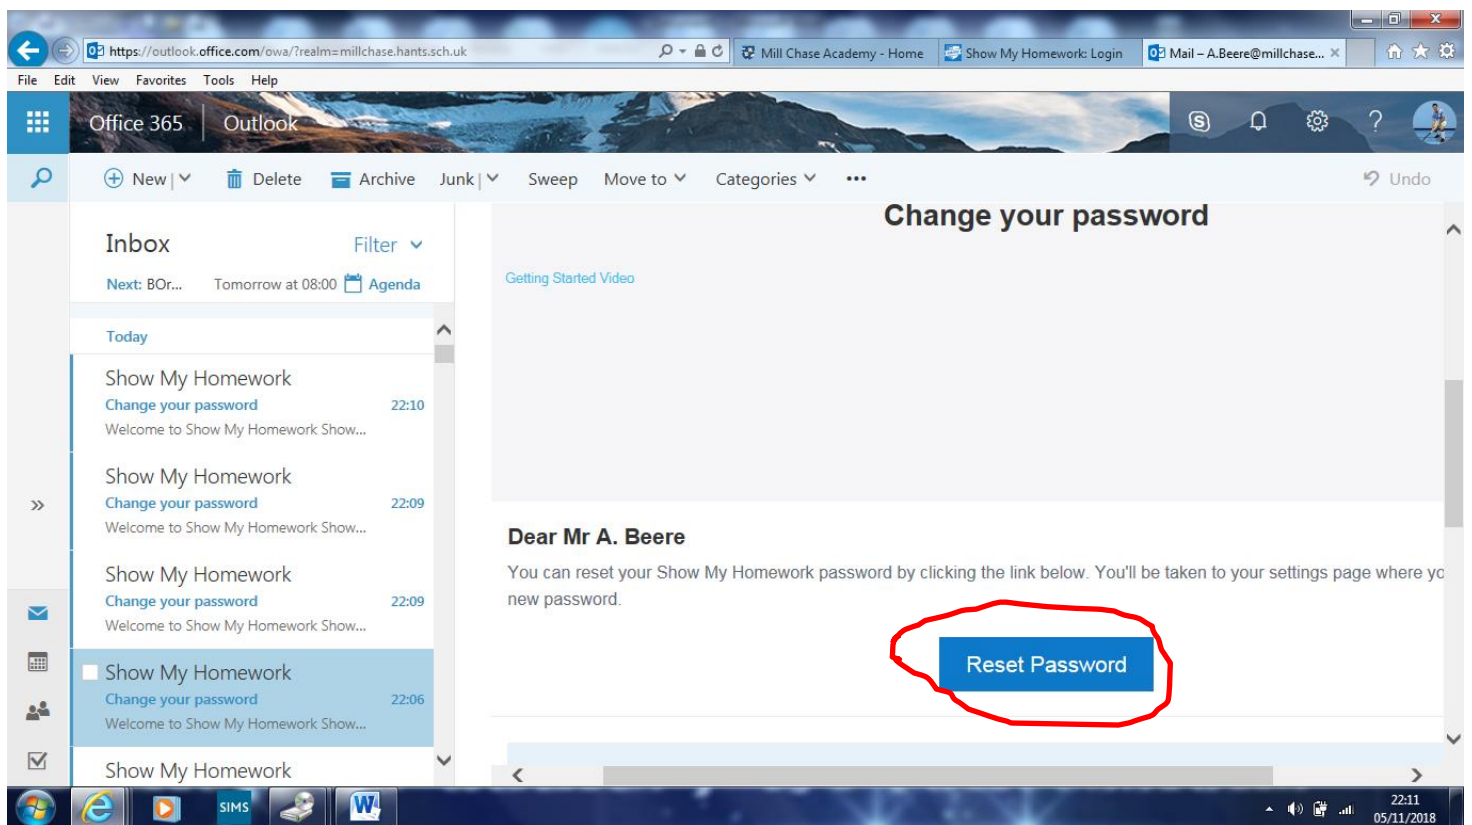 https://outlook.office.com/owa/?realm=millchase.hants.sch.uk
Mill Chase Academy - Home
Show My Homework: Login
Mail – A.Beere@millchase...
File Edit View Favorites Tools Help
Office 365 Outlook
New Delete Archive Junk Sweep Move to Categories ••• Undo
Inbox Filter
Next: BOr... Tomorrow at 08:00 Agenda
Today
Show My Homework
Change your password 22:10
Welcome to Show My Homework Show...
Show My Homework
Change your password 22:09
Welcome to Show My Homework Show...
Show My Homework
Change your password 22:09
Welcome to Show My Homework Show...
Show My Homework
Change your password 22:06
Welcome to Show My Homework Show...
Show My Homework
Change your password
Getting Started Video
Dear Mr A. Beere
You can reset your Show My Homework password by clicking the link below. You'll be taken to your settings page where yo
new password.
Reset Password
SIMS
22:11
05/11/2018